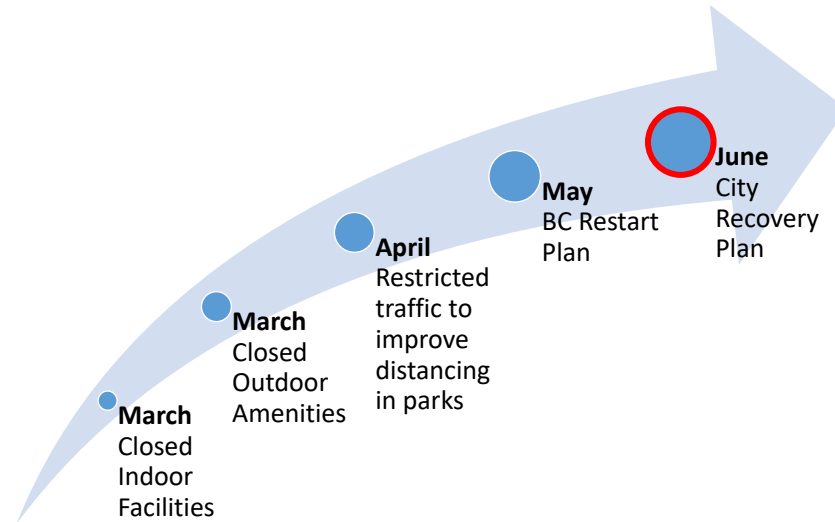 March
Closed
Indoor
Facilities
March
Closed
Outdoor
Amenities
April
Restricted
traffic to
improve
distancing
in parks
May
BC Restart
Plan
June
City
Recovery
Plan